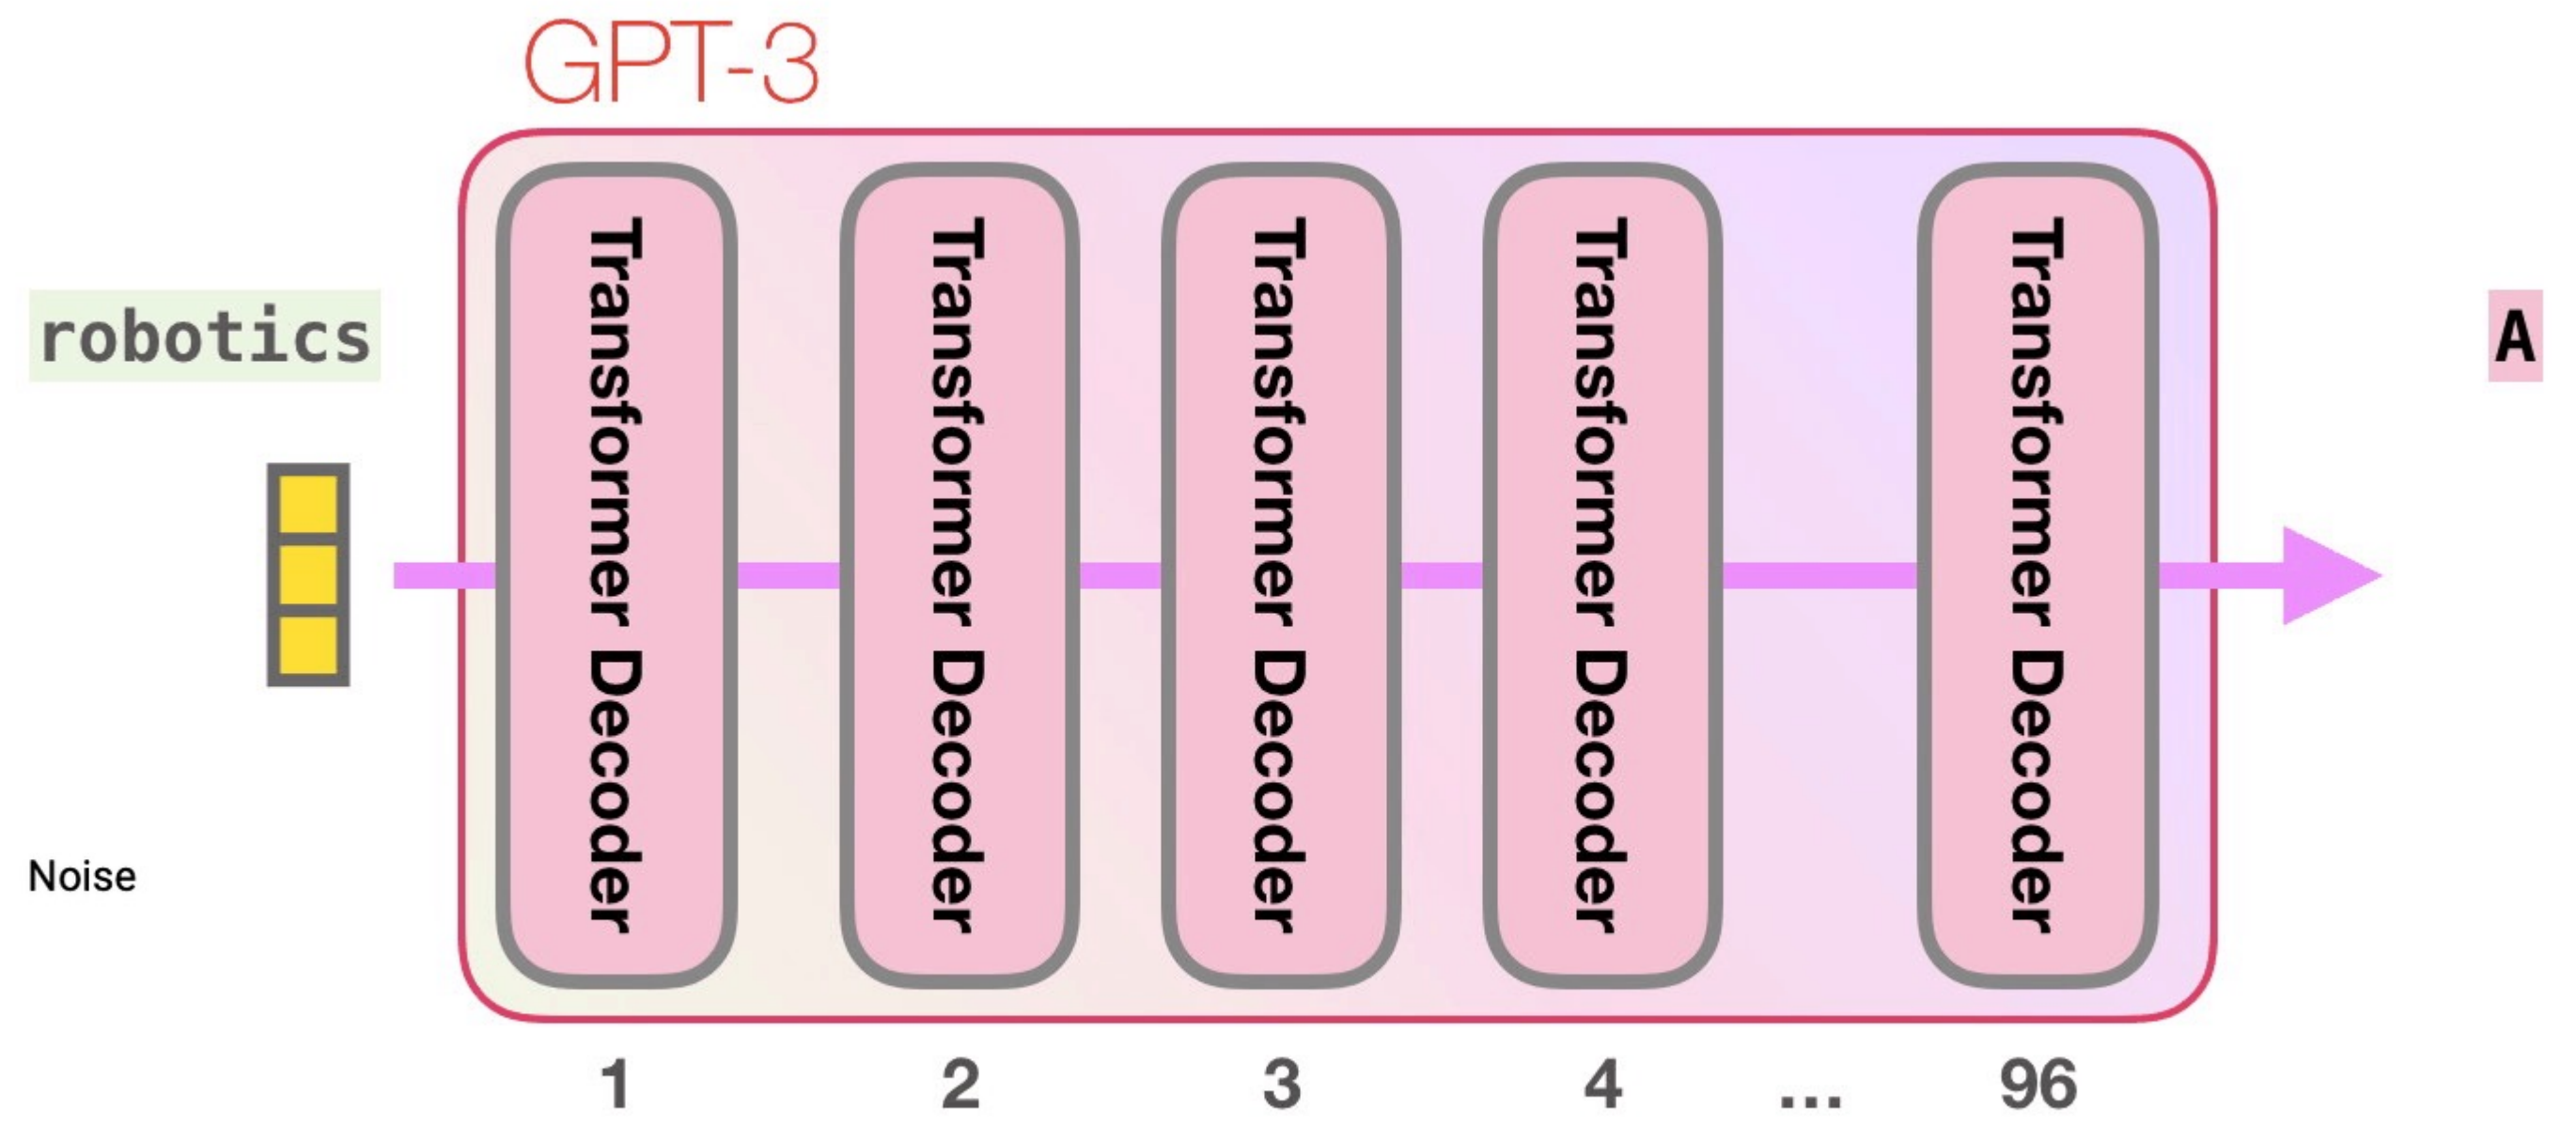 GPT-3
robotics
Transformer Decoder
Transformer Decoder
Transformer Decoder
Transformer Decoder
Transformer Decoder
A
Noise
1 2 3 4 ... 96